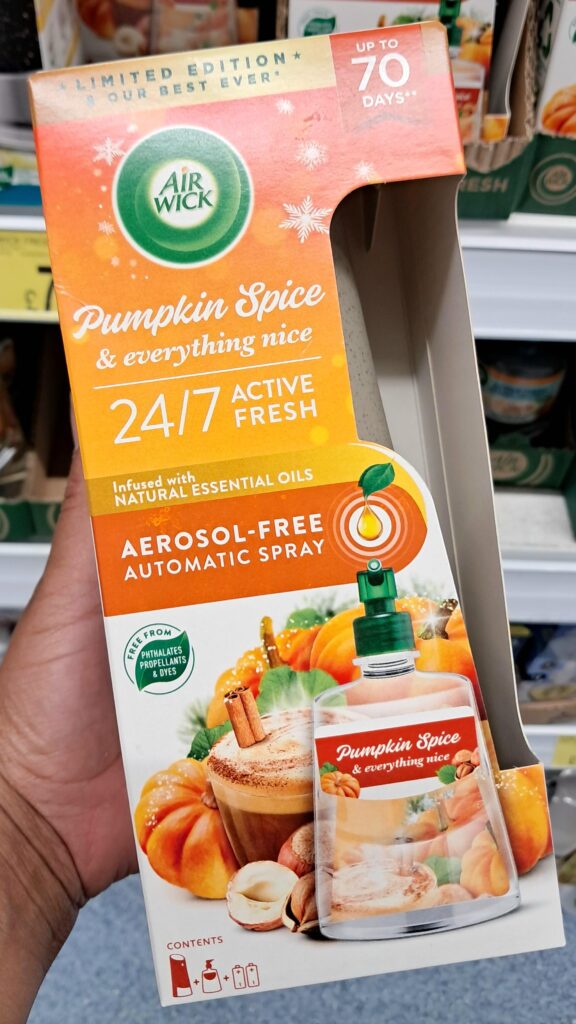 ★ LIMITED EDITION ★
& OUR BEST EVER*
UP TO
70
DAYS**
AIR
WICK
Pumpkin Spice
& everything nice
24/7 ACTIVE
FRESH
Infused with
NATURAL ESSENTIAL OILS
AEROSOL-FREE
AUTOMATIC SPRAY
FREE FROM
PHTHALATES
PROPELLANTS
& DYES
Pumpkin Spice
& everything nice
CONTENTS
+ +